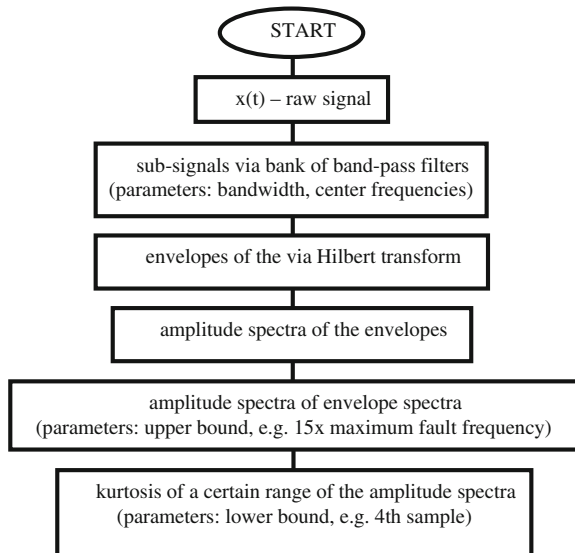 START
x(t) – raw signal
sub-signals via bank of band-pass filters
(parameters: bandwidth, center frequencies)
envelopes of the via Hilbert transform
amplitude spectra of the envelopes
amplitude spectra of envelope spectra
(parameters: upper bound, e.g. 15x maximum fault frequency)
kurtosis of a certain range of the amplitude spectra
(parameters: lower bound, e.g. 4th sample)